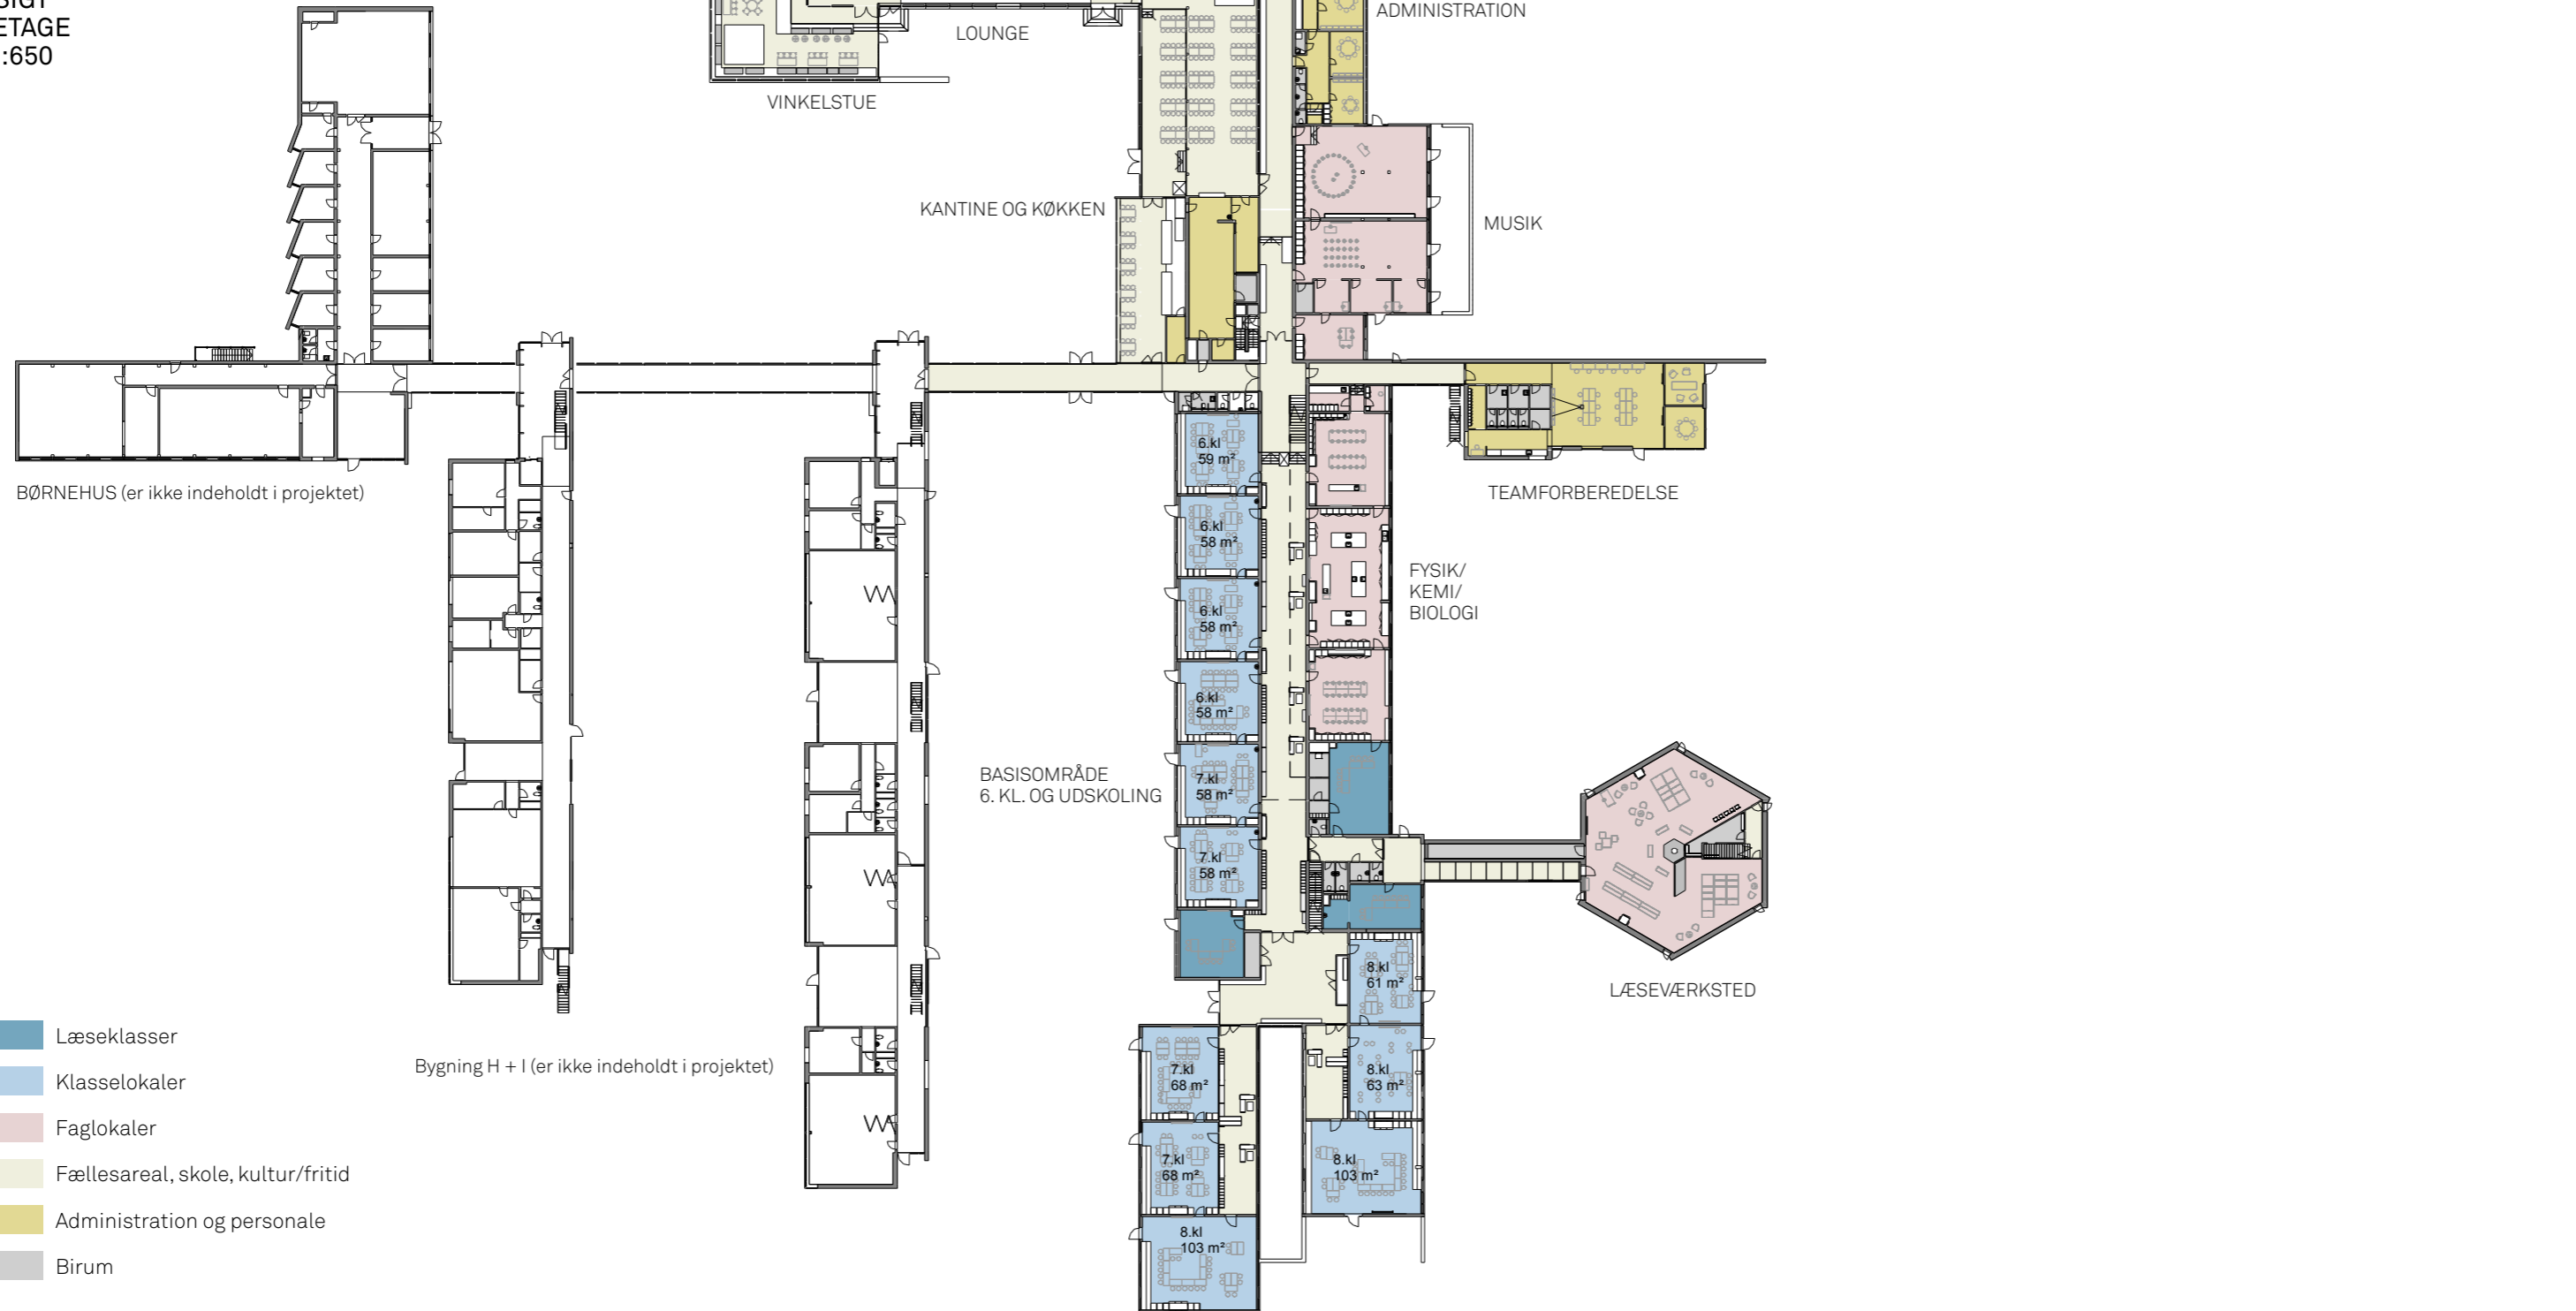 ETAGE
:650
ADMINISTRATION
LOUNGE
VINKELSTUE
KANTINE OG KØKKEN
MUSIK
BØRNEHUS (er ikke indeholdt i projektet)
TEAMFORBEREDELSE
6.kl
59 m²
6.kl
58 m²
6.kl
58 m²
6.kl
58 m²
7.kl
58 m²
7.kl
58 m²
FYSIK/
KEMI/
BIOLOGI
BASISOMRÅDE
6. KL. OG UDSKOLING
8.kl
61 m²
LÆSEVÆRKSTED
7.kl
68 m²
8.kl
63 m²
7.kl
68 m²
8.kl
103 m²
8.kl
103 m²
Bygning H + I (er ikke indeholdt i projektet)
Læseklasser
Klasselokaler
Faglokaler
Fællesareal, skole, kultur/fritid
Administration og personale
Birum